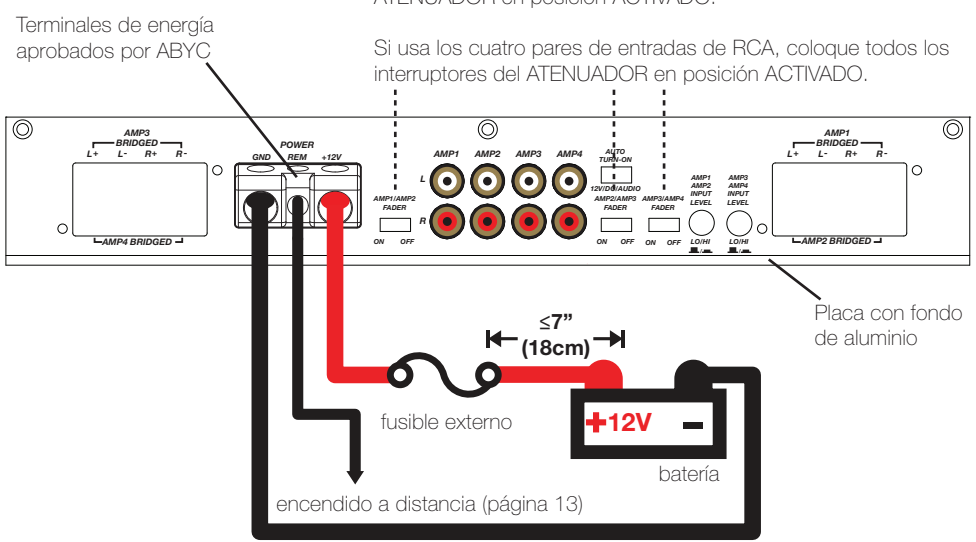 ATENUADOR en posición ACTIVADO.
Terminales de energía
aprobados por ABYC
Si usa los cuatro pares de entradas de RCA, coloque todos los
interruptores del ATENUADOR en posición ACTIVADO.
AMP3
BRIDGED
L+ L- R+ R-
AMP4 BRIDGED
POWER
GND REM +12V
AMP1 AMP2 AMP3 AMP4
L
R
AMP1/AMP2
FADER
ON OFF
AUTO
TURN-ON
12V/DC/AUDIO
AMP2/AMP3
FADER
ON OFF
AMP3/AMP4
FADER
ON OFF
AMP1
AMP2
INPUT
LEVEL
LO/HI
/
AMP3
AMP4
INPUT
LEVEL
LO/HI
/
AMP1
BRIDGED
L+ L- R+ R-
AMP2 BRIDGED
Placa con fondo
de aluminio
≤7”
(18cm)
fusible externo
+12V -
batería
encendido a distancia (página 13)